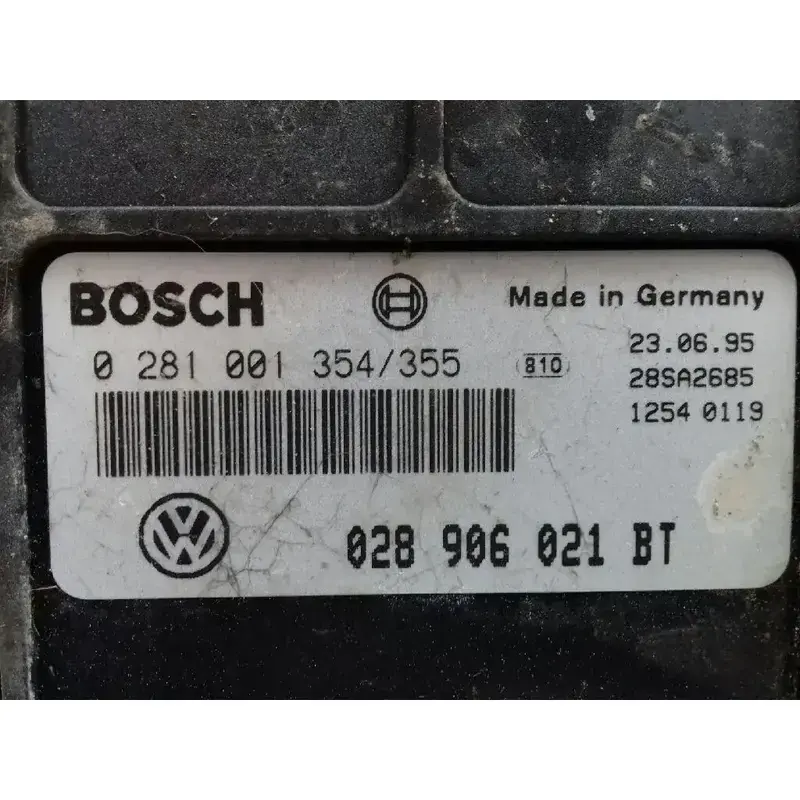 BOSCH Made in Germany
0 281 001 354/355 810 23.06.95
28SA2685
1254 0119
028 906 021 BT